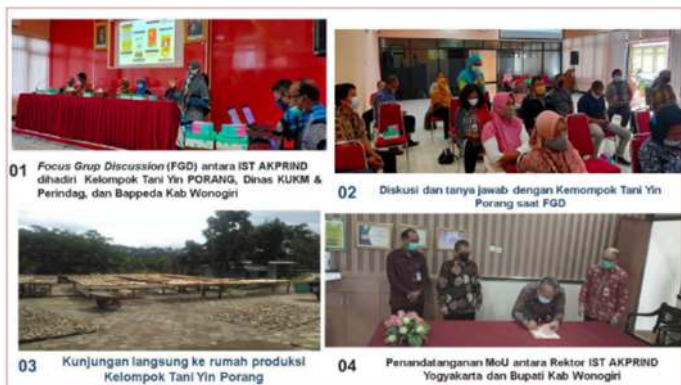 01 Focus Grup Discussion (FGD) antara IST AKPRIND
dihadiri Kelompok Tani Yin PORANG, Dinas KUKM &
Perindag, dan Bappeda Kab Wonogiri
02 Diskusi dan tanya jawab dengan Kemompok Tani Yin
Porang saat FGD
03 Kunjungan langsung ke rumah produksi
Kelompok Tani Yin Porang
04 Penandatanganan MoU antara Rektor IST AKPRIND
Yogyakarta dan Bupati Kab Wonogiri